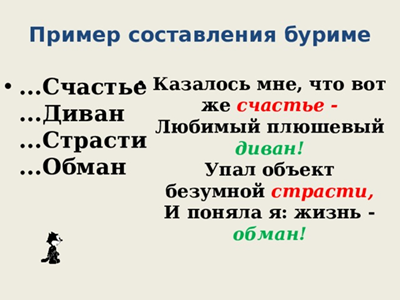 Пример составления буриме
• ...Счастье
...Диван
...Страсти
...Обман
• Казалось мне, что вот
же счастье -
Любимый плюшевый
диван!
Упал объект
безумной страсти,
И поняла я: жизнь -
обман!